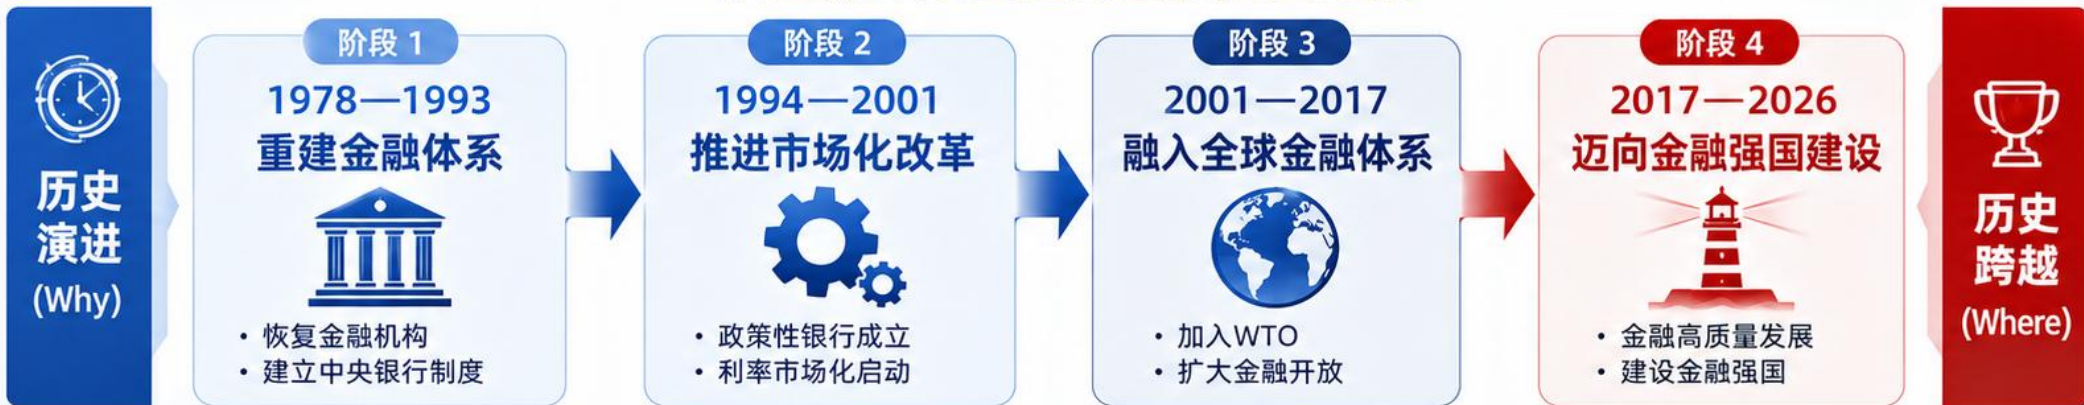 历史
演进
(Why)
阶段 1
1978—1993
重建金融体系
• 恢复金融机构
• 建立中央银行制度
阶段 2
1994—2001
推进市场化改革
• 政策性银行成立
• 利率市场化启动
阶段 3
2001—2017
融入全球金融体系
• 加入WTO
• 扩大金融开放
阶段 4
2017—2026
迈向金融强国建设
• 金融高质量发展
• 建设金融强国
历史
跨越
(Where)